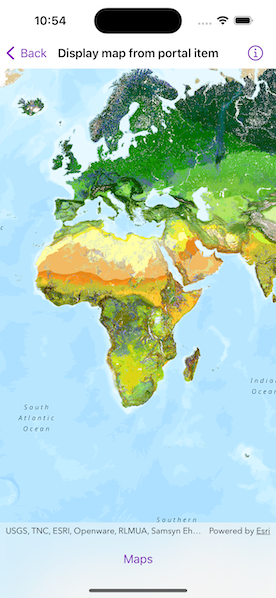 10:54
Back
Display map from portal item
South
Atlantic
Ocean
Ocean
Southern
USGS, TNC, ESRI, Openware, RLMUA, Samsyn Eh... Powered by Esri
Maps